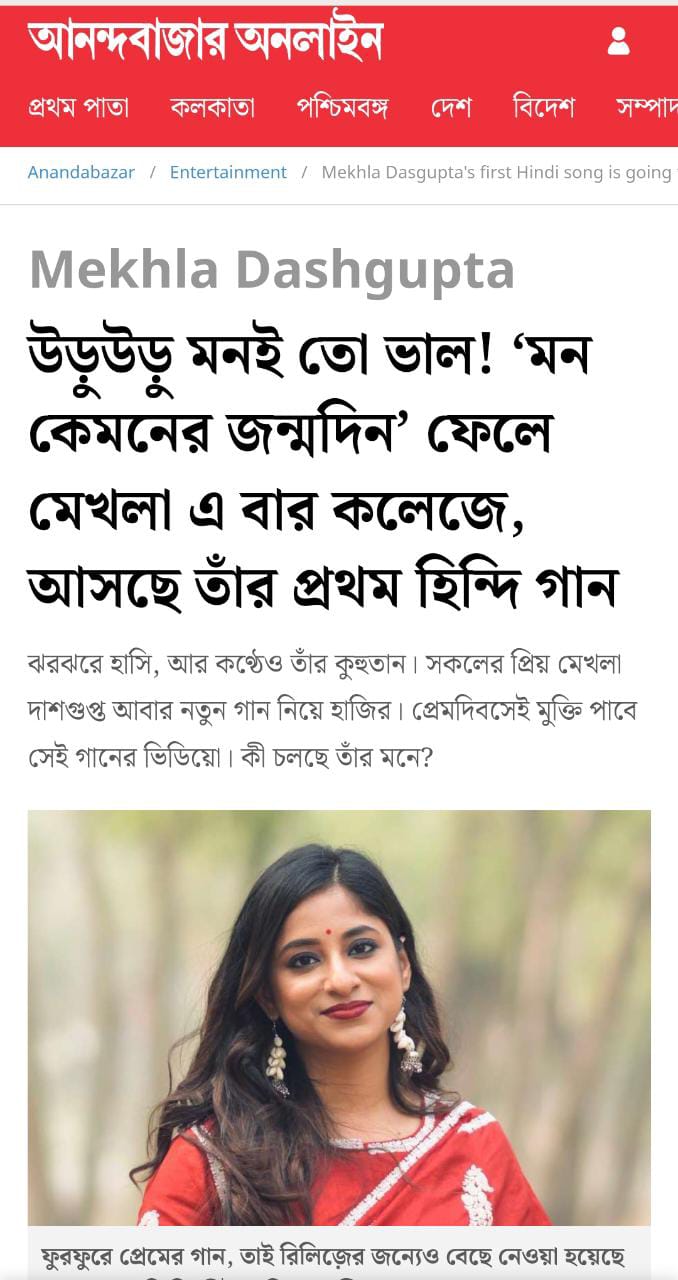 আনন্দবাজার অনলাইন
প্রথম পাতা কলকাতা পশ্চিমবঙ্গ দেশ বিদেশ সম্পাদ
Anandabazar / Entertainment / Mekhla Dasgupta's first Hindi song is going
Mekhla Dashgupta
উড়ুউড়ু মনই তো ভাল! ‘মন
কেমনের জন্মদিন’ ফেলে
মেখলা এ বার কলেজে,
আসছে তাঁর প্রথম হিন্দি গান
ঝরঝরে হাসি, আর কণ্ঠেও তাঁর কুহুতান। সকলের প্রিয় মেখলা
দাশগুপ্ত আবার নতুন গান নিয়ে হাজির। প্রেমদিবসেই মুক্তি পাবে
সেই গানের ভিডিয়ো। কী চলছে তাঁর মনে?
ফুরফুরে প্রেমের গান, তাই রিলিজ়ের জন্যেও বেছে নেওয়া হয়েছে